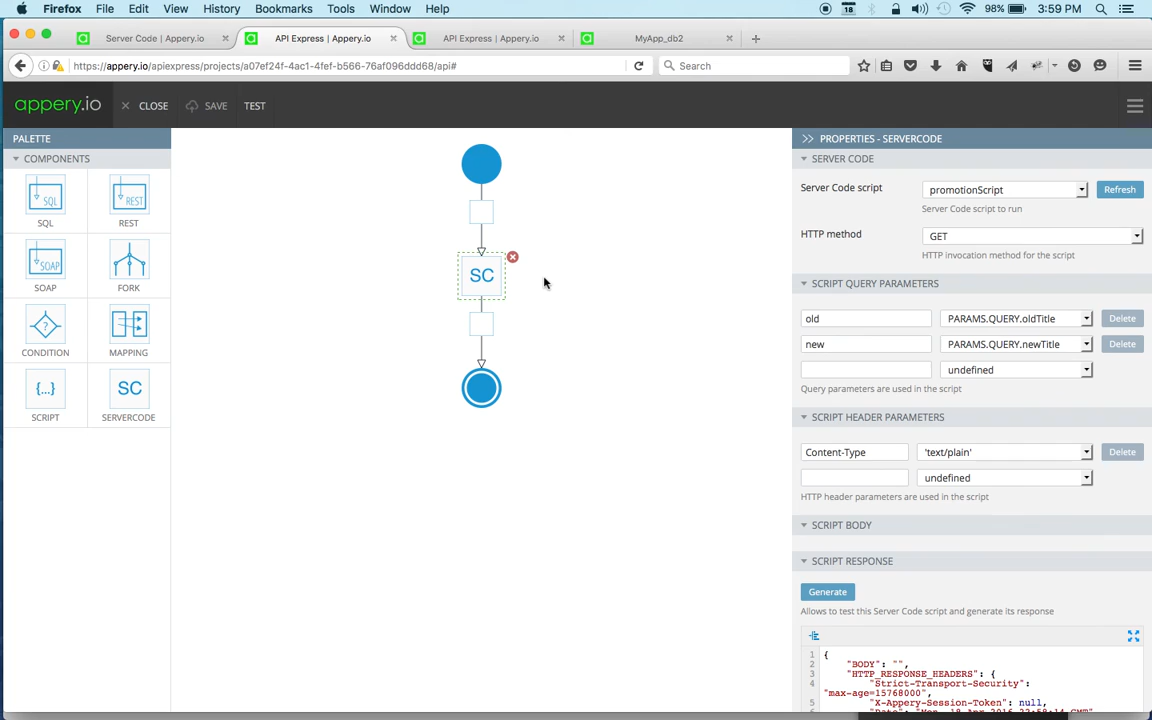 Firefox File Edit View History Bookmarks Tools Window Help 18 98% 3:59 PM
Server Code | Appery.io API Express | Appery.io API Express | Appery.io MyApp_db2
https://appery.io/apiexpress/projects/a07ef24f-4ac1-4fef-b566-76af096ddd68/api# Search
appery.io CLOSE SAVE TEST
PALETTE
COMPONENTS
SQL REST
SQL REST
SOAP
SOAP FORK
?
CONDITION MAPPING
{...} SC
SCRIPT SERVERCODE
SC
PROPERTIES - SERVERCODE
SERVER CODE
Server Code script promotionScript Refresh
Server Code script to run
HTTP method GET
HTTP invocation method for the script
SCRIPT QUERY PARAMETERS
old PARAMS.QUERY.oldTitle Delete
new PARAMS.QUERY.newTitle Delete
undefined
Query parameters are used in the script
SCRIPT HEADER PARAMETERS
Content-Type 'text/plain' Delete
undefined
HTTP header parameters are used in the script
SCRIPT BODY
SCRIPT RESPONSE
Generate
Allows to test this Server Code script and generate its response
1 {
2 "BODY": "",
3 "HTTP_RESPONSE_HEADERS": {
4 "Strict-Transport-Security":
"max-age=15768000",
5 "X-Appery-Session-Token": null,